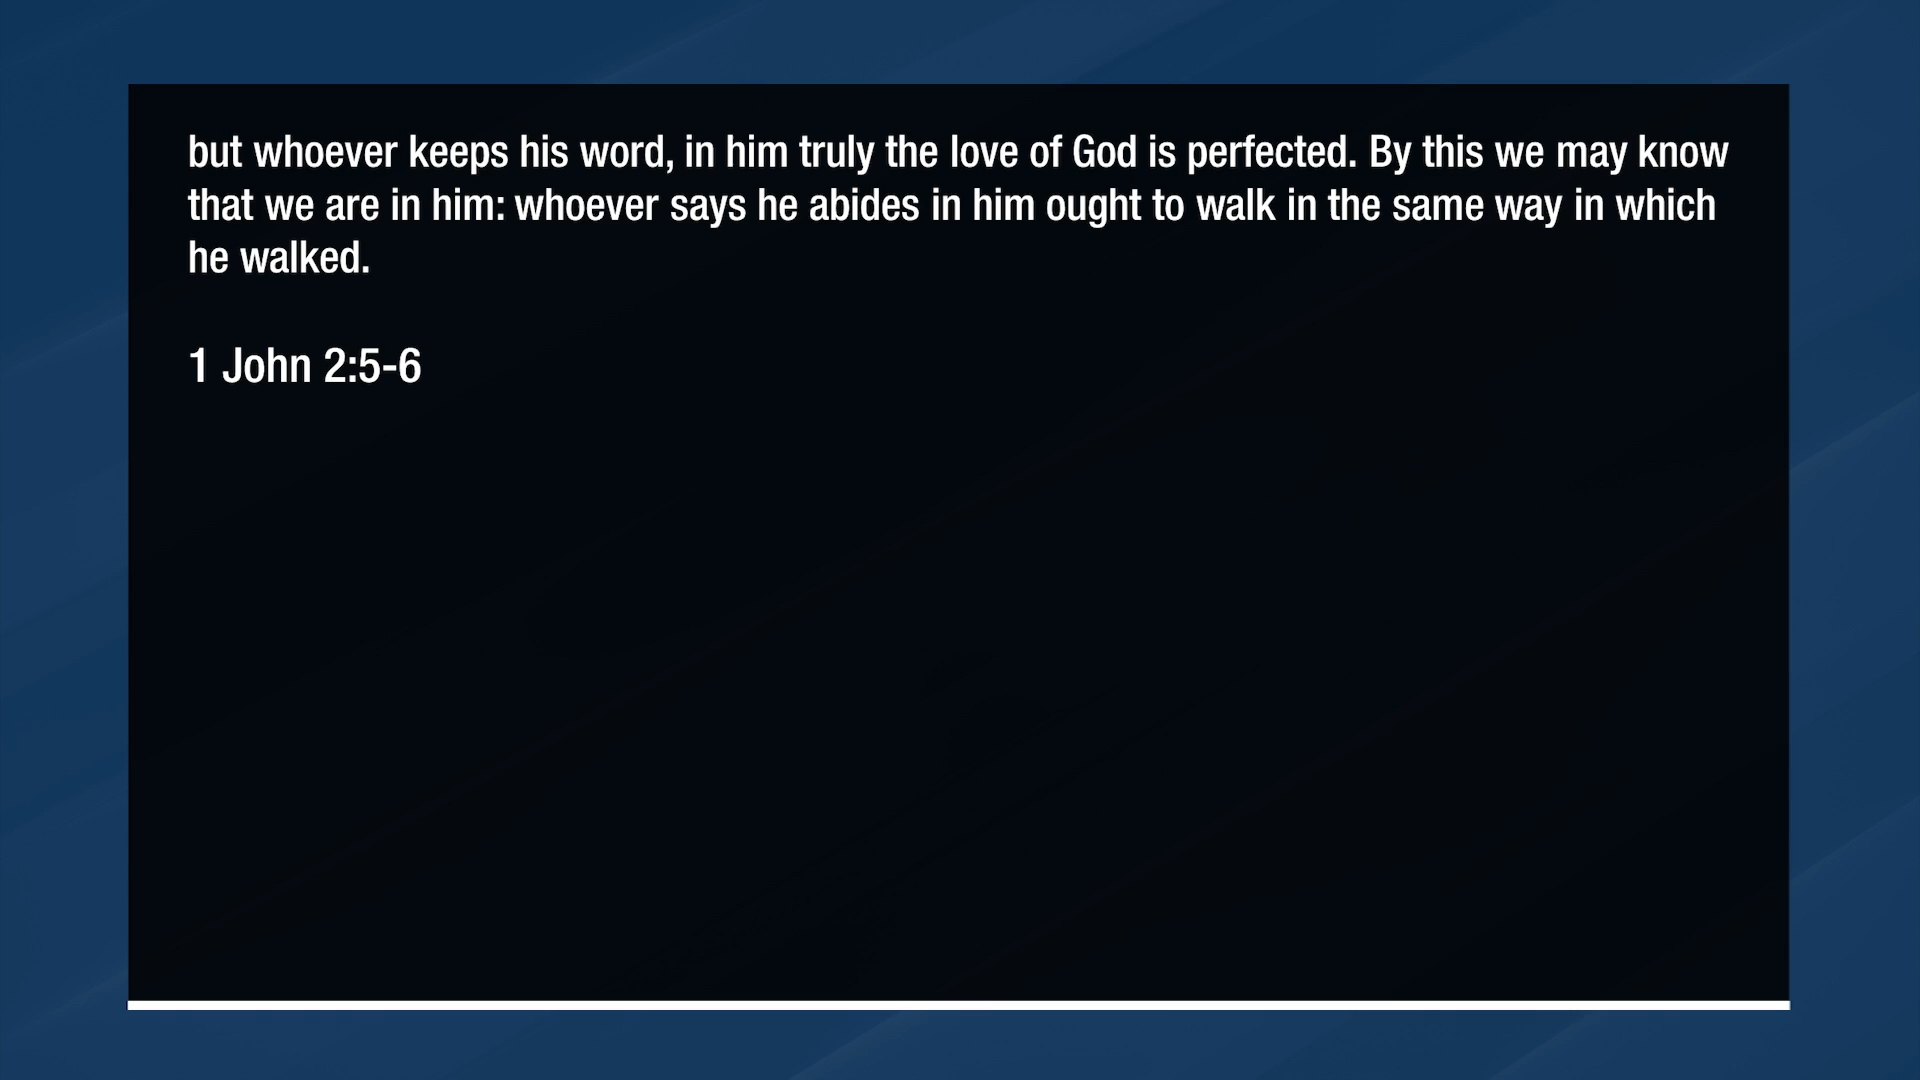 but whoever keeps his word, in him truly the love of God is perfected. By this we may know
that we are in him: whoever says he abides in him ought to walk in the same way in which
he walked.
1 John 2:5-6